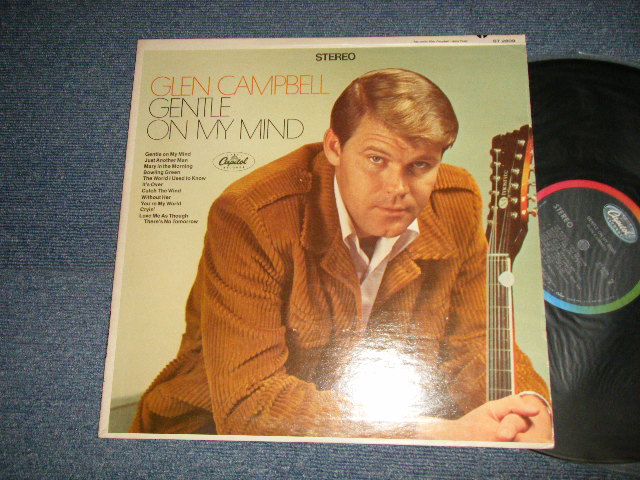 ST 2809
STEREO
GLEN CAMPBELL
GENTLE
ON MY MIND
Gentle on My Mind
Just Another Man
Mary in the Morning
Bowling Green
The World I Used to Know
It's Over
Catch The Wind
Without Her
You're My World
Cryin'
Love Me As Though
There's No Tomorrow
Capitol
RECORDS
STEREO
Capitol